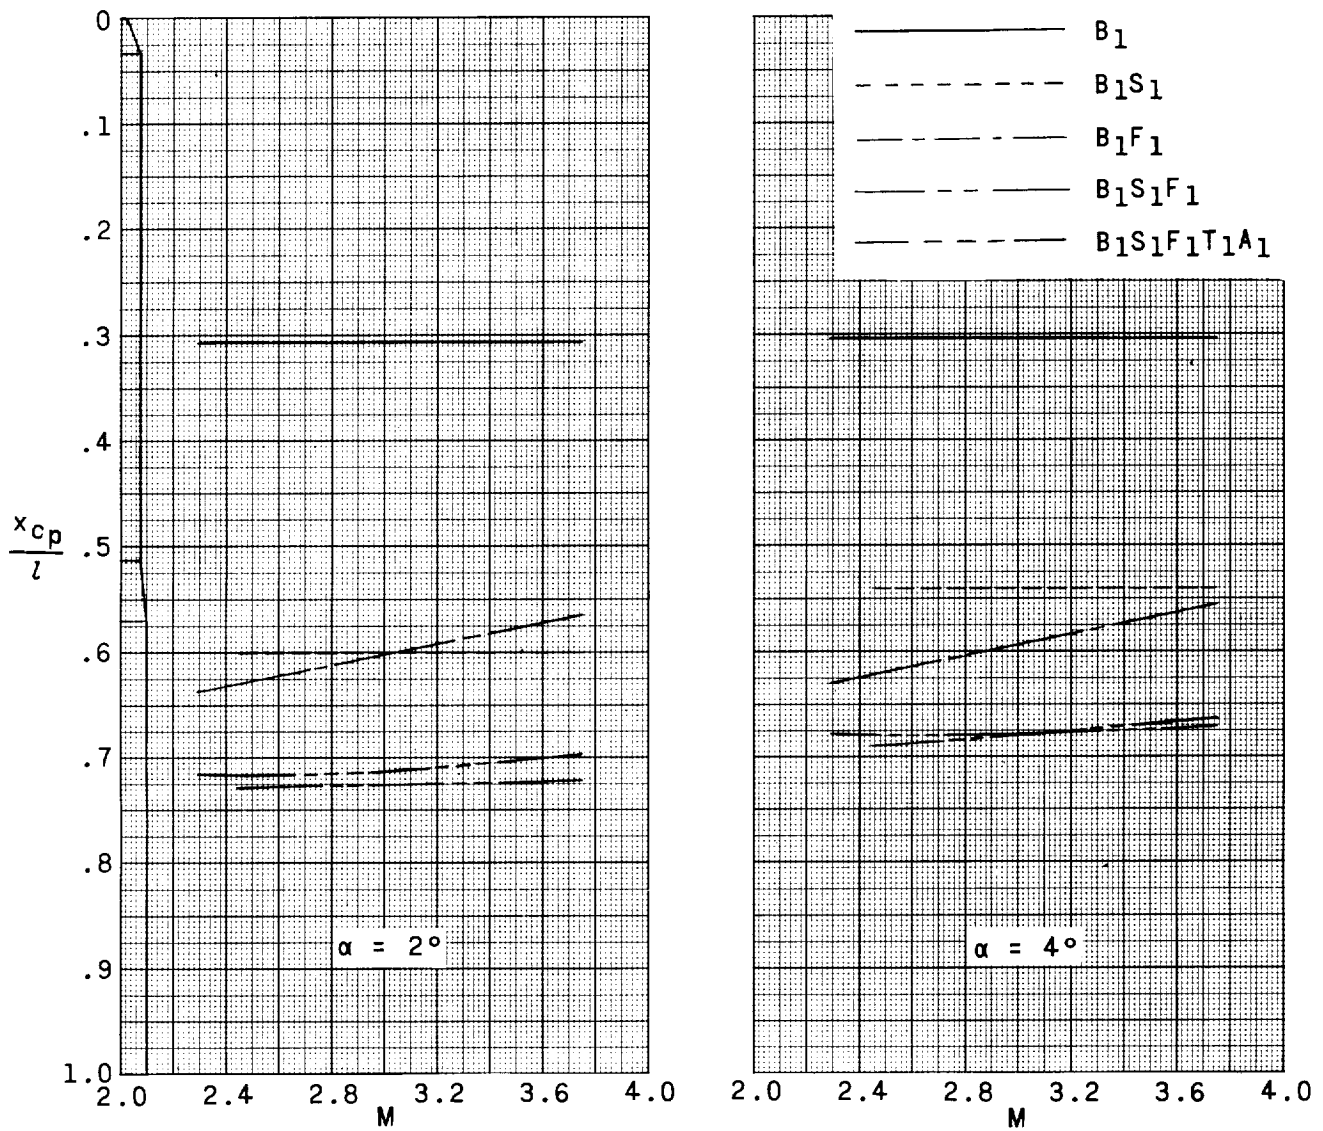 0
.1
.2
.3
.4
x_cp
l
.5
.6
.7
.8
.9
1.0
2.0 2.4 2.8 3.2 3.6 4.0
M
α = 2°
B₁
B₁S₁
B₁F₁
B₁S₁F₁
B₁S₁F₁T₁A₁
α = 4°
2.0 2.4 2.8 3.2 3.6 4.0
M